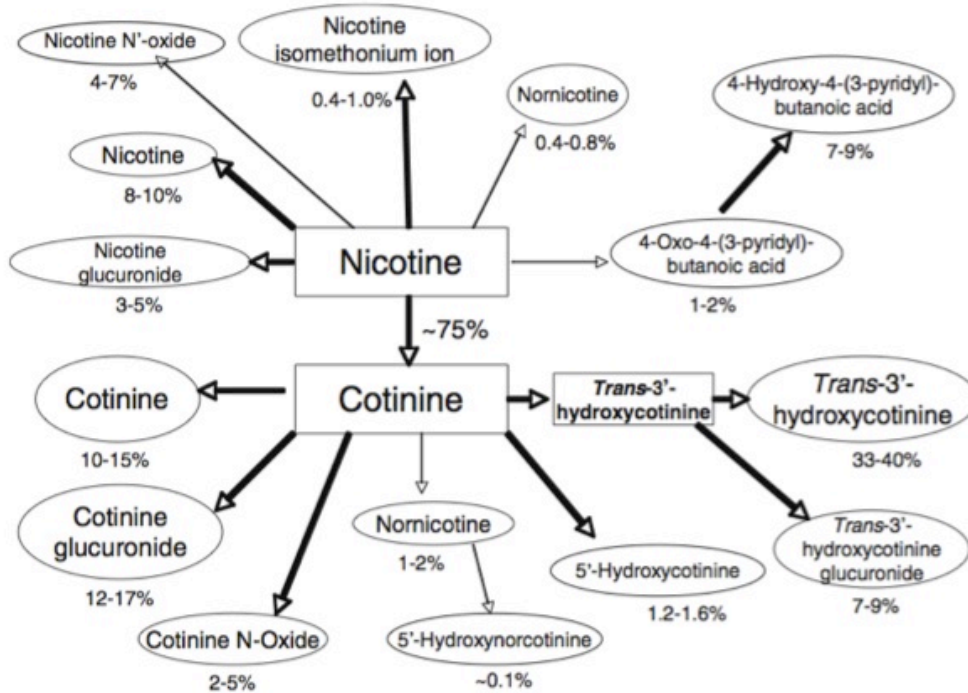 Nicotine N'-oxide
4-7%
Nicotine
isomethonium ion
0.4-1.0%
Nornicotine
0.4-0.8%
4-Hydroxy-4-(3-pyridyl)-
butanoic acid
7-9%
Nicotine
8-10%
Nicotine
glucuronide
3-5%
Nicotine
4-Oxo-4-(3-pyridyl)-
butanoic acid
1-2%
~75%
Cotinine
10-15%
Cotinine
Trans-3'-
hydroxycotinine
Trans-3'-
hydroxycotinine
33-40%
Cotinine
glucuronide
12-17%
Nornicotine
1-2%
5'-Hydroxycotinine
1.2-1.6%
Trans-3'-
hydroxycotinine
glucuronide
7-9%
Cotinine N-Oxide
2-5%
5'-Hydroxynorcotinine
~0.1%